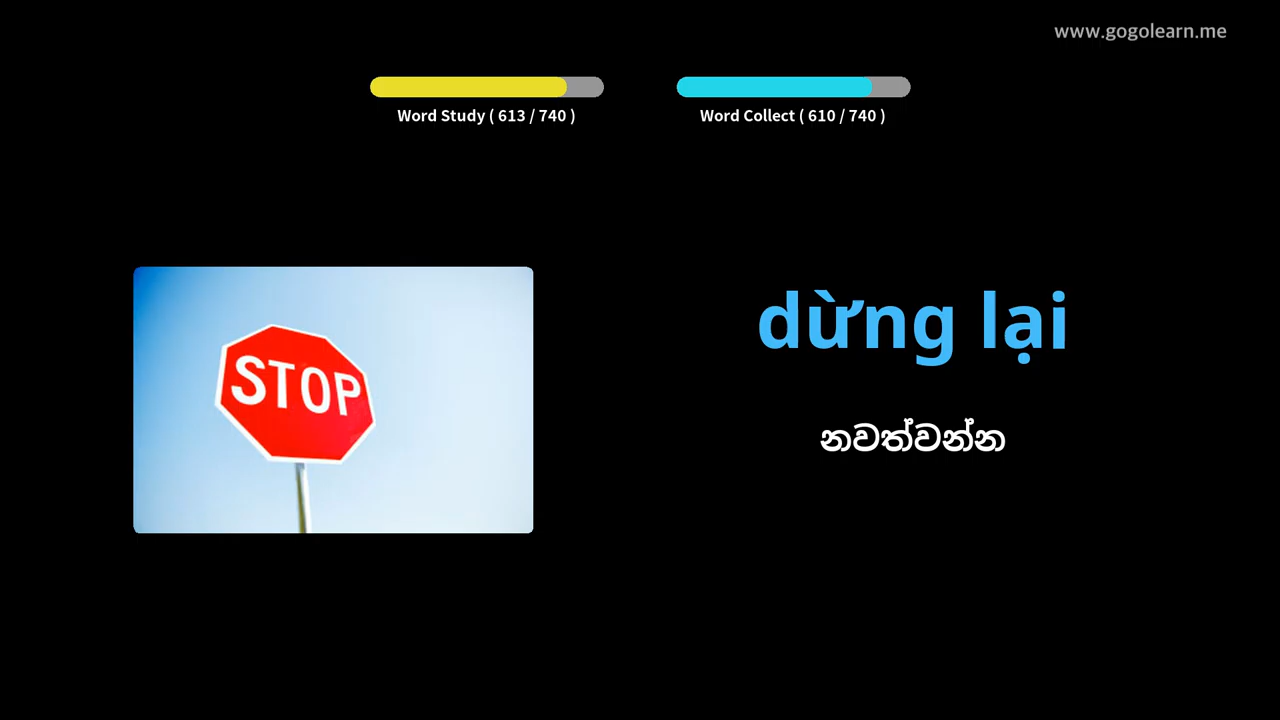 www.gogolearn.me
Word Study ( 613 / 740 )
Word Collect ( 610 / 740 )
STOP
dừng lại
නවත්වන්න